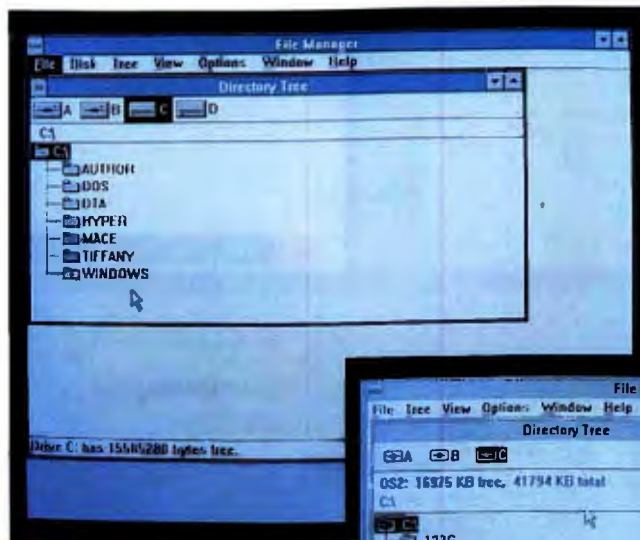 File Manager
File Disk Tree View Options Window Help
Directory Tree
A B C D
C:\
C:\
AUTHOR
DOS
DTA
HYPER
MACE
TIFFANY
WINDOWS
Drive C: has bytes free.
File
File Tree View Options Window Help
Directory Tree
A B C
OS2: 16975 KB free, 41794 KB total
C:\
C:\
123G